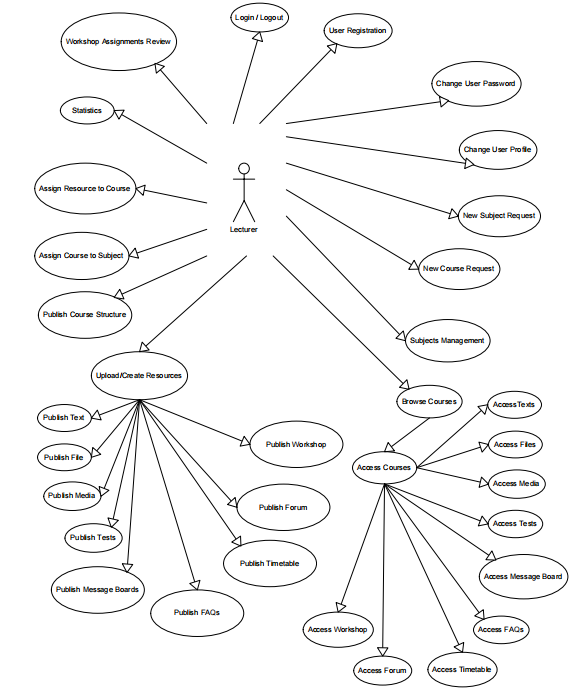 Login / Logout
User Registration
Workshop Assignments Review
Change User Password
Statistics
Change User Profile
Assign Resource to Course
New Subject Request
Lecturer
Assign Course to Subject
New Course Request
Publish Course Structure
Subjects Management
Upload/Create Resources
Browse Courses
Access Texts
Publish Text
Publish Workshop
Access Files
Publish File
Access Courses
Access Media
Publish Media
Publish Forum
Access Tests
Publish Tests
Publish Timetable
Access Message Board
Publish Message Boards
Publish FAQs
Access Workshop
Access FAQs
Access Forum
Access Timetable